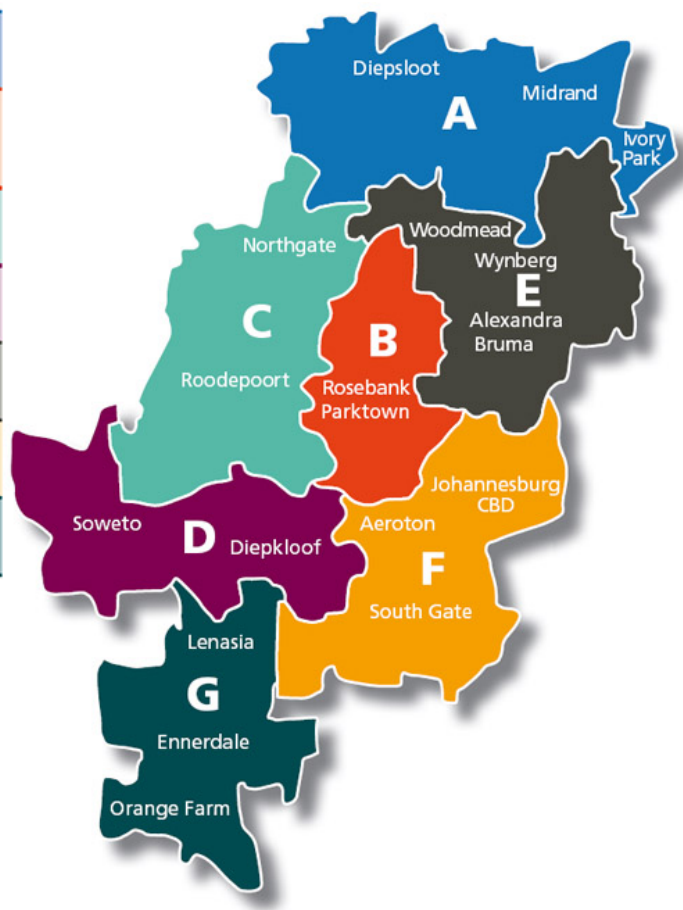 Diepsloot
Midrand
A
Ivory
Park
Woodmead
Northgate
Wynberg
E
C
B
Alexandra
Bruma
Roodepoort
Rosebank
Parktown
Johannesburg
CBD
Soweto
D
Diepkloof
Aeroton
F
South Gate
Lenasia
G
Ennerdale
Orange Farm